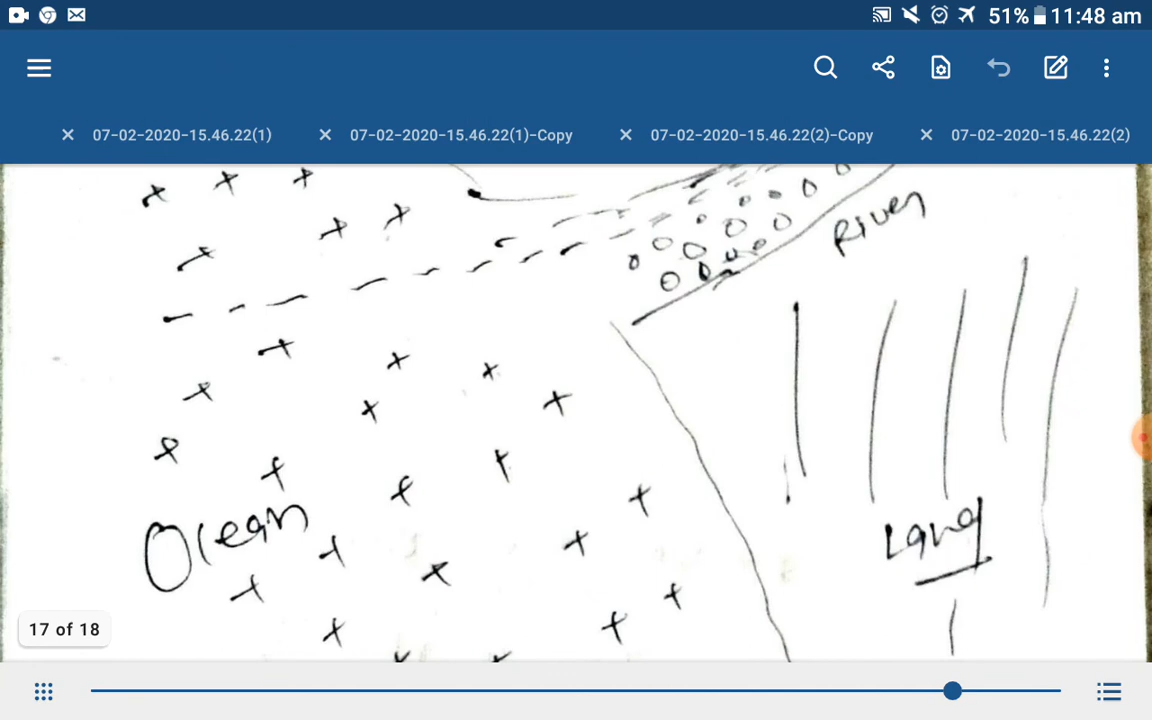 51% 11:48 am
07-02-2020-15.46.22(1)
07-02-2020-15.46.22(1)-Copy
07-02-2020-15.46.22(2)-Copy
07-02-2020-15.46.22(2)
River
Ocean
Land
17 of 18